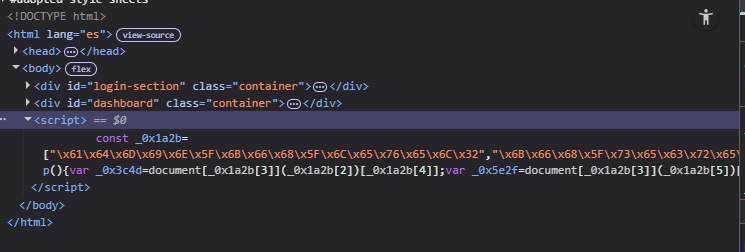 #adopted-style-sheets
<!DOCTYPE html>
<html lang="es"> view-source
<head> ⋯ </head>
<body> flex
<div id="login-section" class="container"> ⋯ </div>
<div id="dashboard" class="container"> ⋯ </div>
⋯ <script> == $0
const _0x1a2b=
["\x61\x64\x6D\x69\x6E\x5F\x6B\x66\x68\x5F\x6C\x65\x76\x65\x6C\x32","\x6B\x66\x68\x5F\x73\x65\x63\x72\x65\
p(){var _0x3c4d=document[_0x1a2b[3]](_0x1a2b[2])[_0x1a2b[4]];var _0x5e2f=document[_0x1a2b[3]](_0x1a2b[5])[
</script>
</body>
</html>